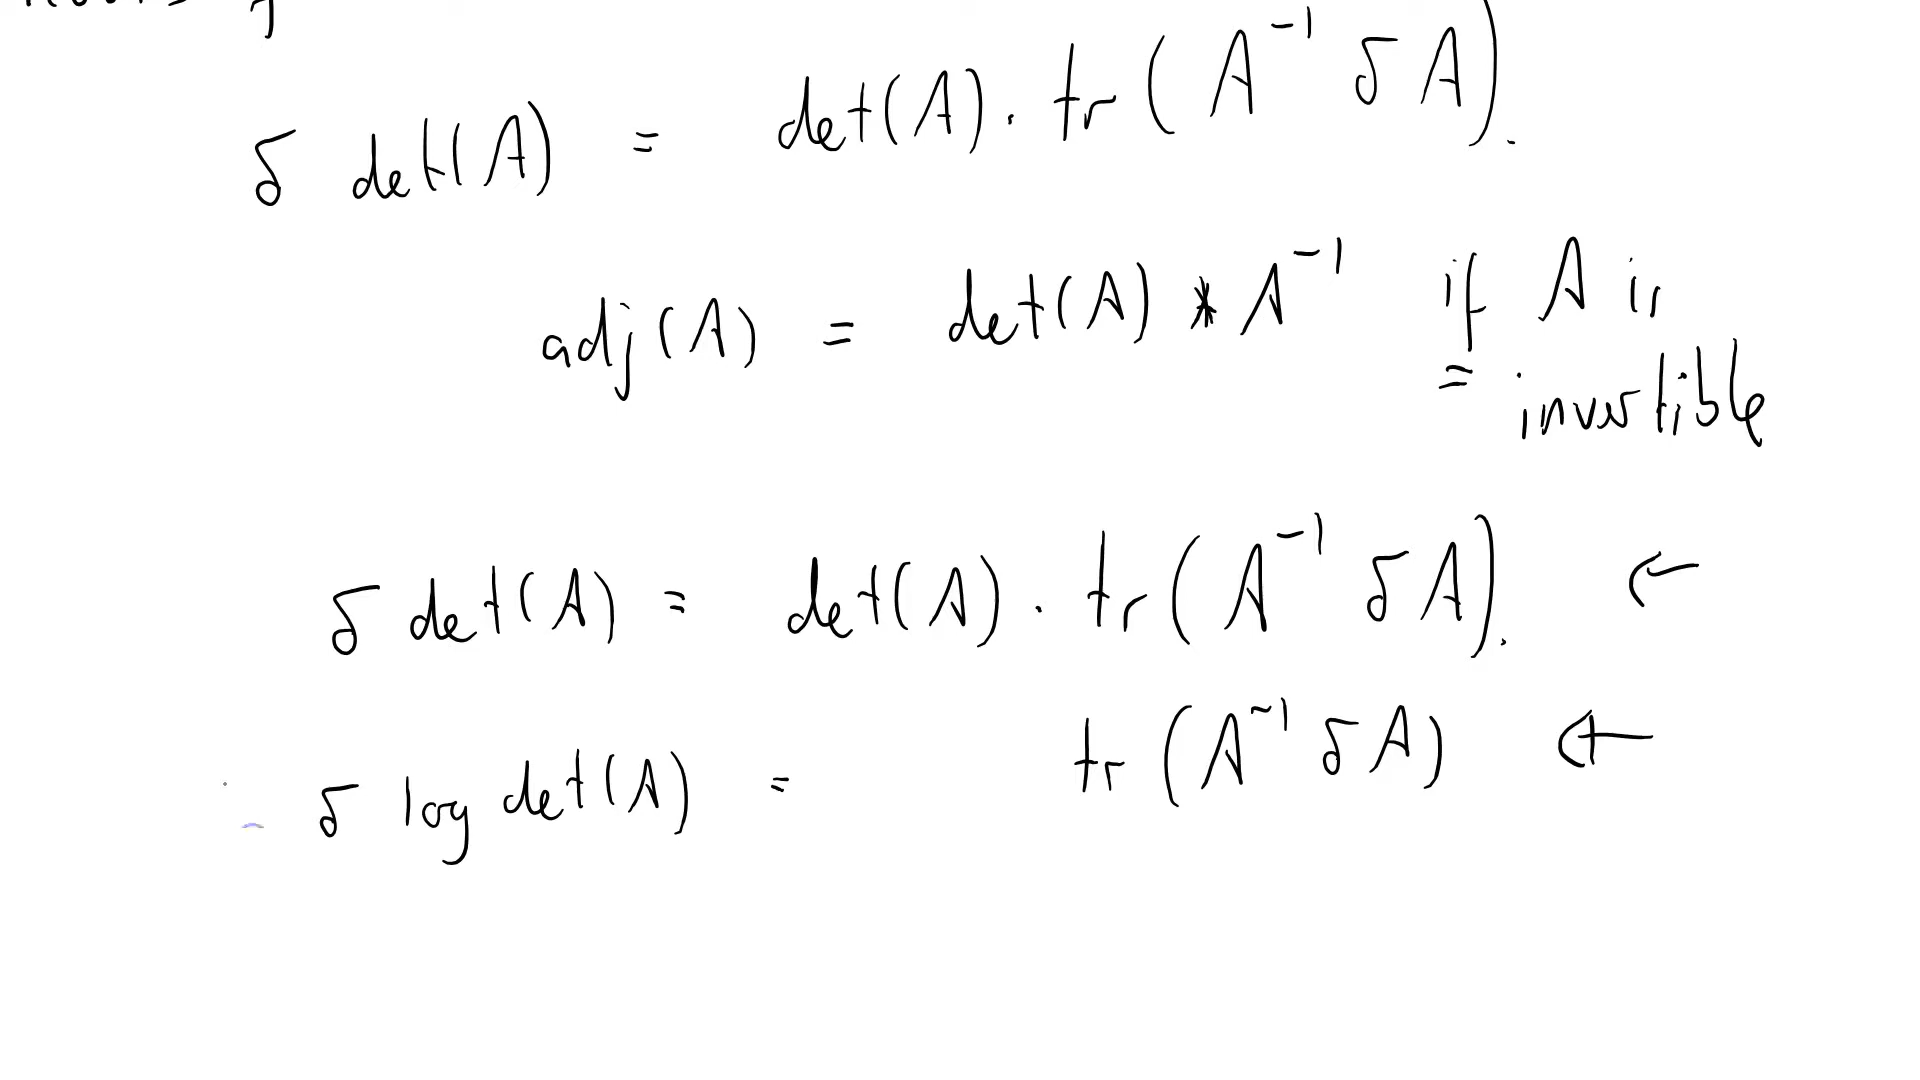 δ det(A) = det(A) . tr(A⁻¹ δA).
adj(A) = det(A) * A⁻¹ if A is
= invertible
δ det(A) = det(A) . tr(A⁻¹ δA). ←
δ log det(A) = tr(A⁻¹ δA) ←